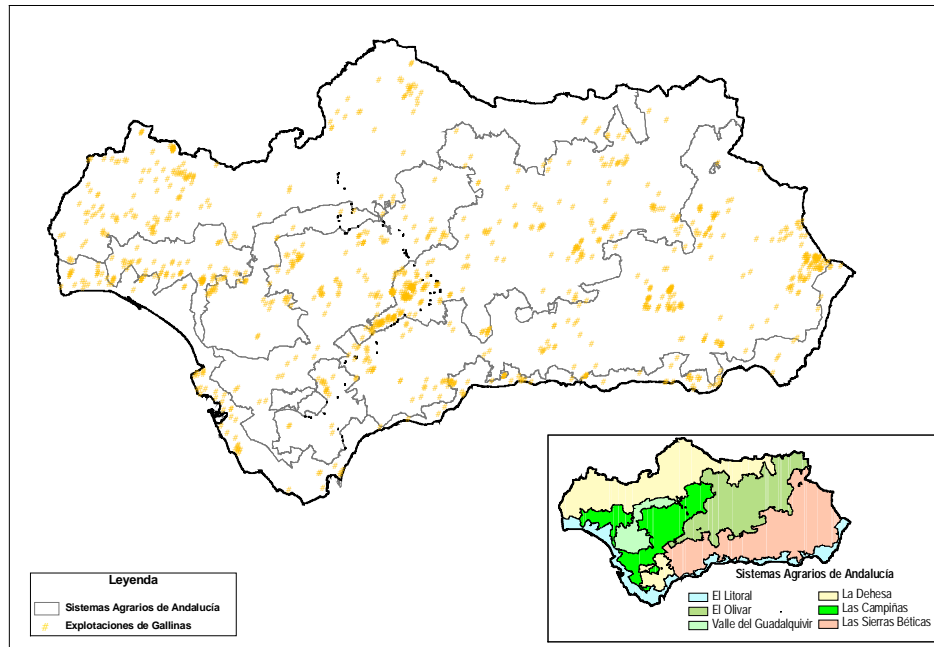 Leyenda
Sistemas Agrarios de Andalucía
# Explotaciones de Gallinas
Sistemas Agrarios de Andalucía
El Litoral
El Olivar
Valle del Guadalquivir
La Dehesa
Las Campiñas
Las Sierras Béticas